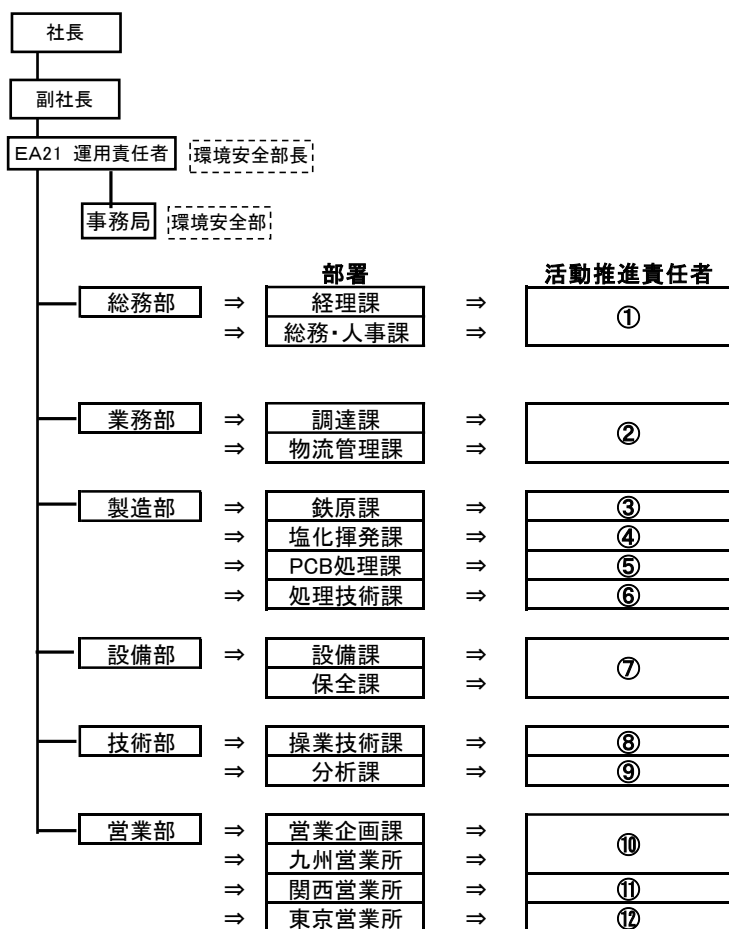 社長
副社長
EA21 運用責任者 環境安全部長
事務局 環境安全部
部署 活動推進責任者
総務部 ⇒ 経理課 ⇒ ①
⇒ 総務・人事課 ⇒
業務部 ⇒ 調達課 ⇒ ②
⇒ 物流管理課 ⇒
製造部 ⇒ 鉄原課 ⇒ ③
⇒ 塩化揮発課 ⇒ ④
⇒ PCB処理課 ⇒ ⑤
⇒ 処理技術課 ⇒ ⑥
設備部 ⇒ 設備課 ⇒ ⑦
保全課 ⇒
技術部 ⇒ 操業技術課 ⇒ ⑧
⇒ 分析課 ⇒ ⑨
営業部 ⇒ 営業企画課 ⇒ ⑩
⇒ 九州営業所 ⇒
⇒ 関西営業所 ⇒ ⑪
⇒ 東京営業所 ⇒ ⑫